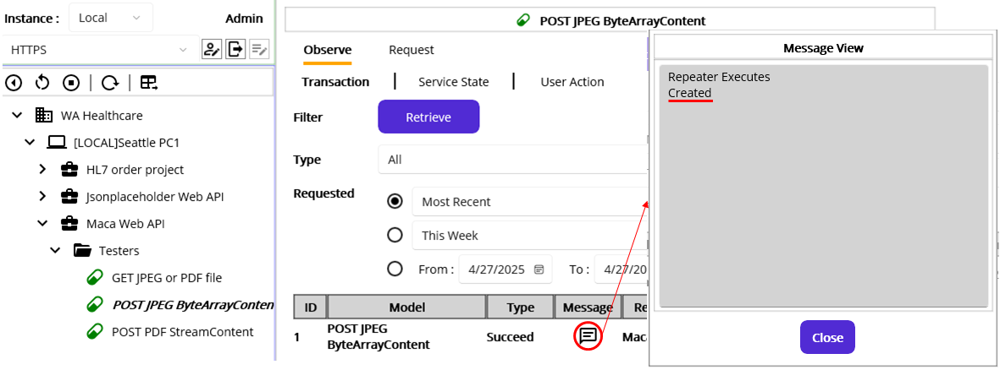 Instance : Local Admin
HTTPS
WA Healthcare
[LOCAL]Seattle PC1
HL7 order project
Jsonplaceholder Web API
Maca Web API
Testers
GET JPEG or PDF file
POST JPEG ByteArrayConten
POST PDF StreamContent
POST JPEG ByteArrayContent
Observe Request
Transaction Service State User Action
Filter Retrieve
Type All
Requested Most Recent
This Week
From : 4/27/2025 To : 4/27/20
ID Model Type Message Re
1 POST JPEG ByteArrayContent Succeed Maca
Message View
Repeater Executes
Created
Close